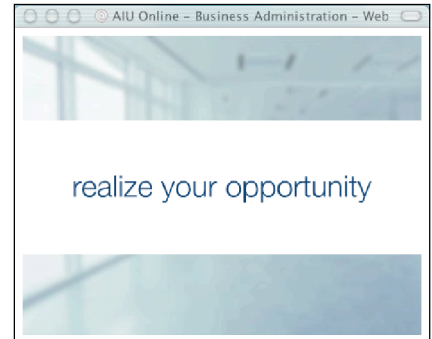 AIU Online – Business Administration – Web
realize your opportunity